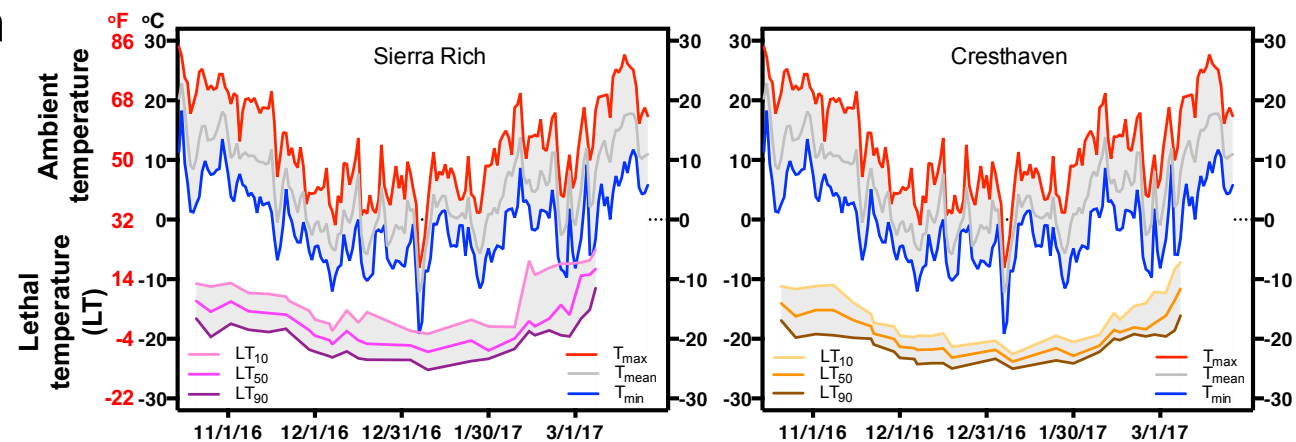 °F °C
Ambient temperature
Lethal temperature (LT)
86 30
68 20
50 10
32 0
14 -10
-4 -20
-22 -30
Sierra Rich
LT10
LT50
LT90
Tmax
Tmean
Tmin
30
20
10
0
-10
-20
-30
11/1/16 12/1/16 12/31/16 1/30/17 3/1/17
Cresthaven
LT10
LT50
LT90
Tmax
Tmean
Tmin
30
20
10
0
-10
-20
-30
11/1/16 12/1/16 12/31/16 1/30/17 3/1/17